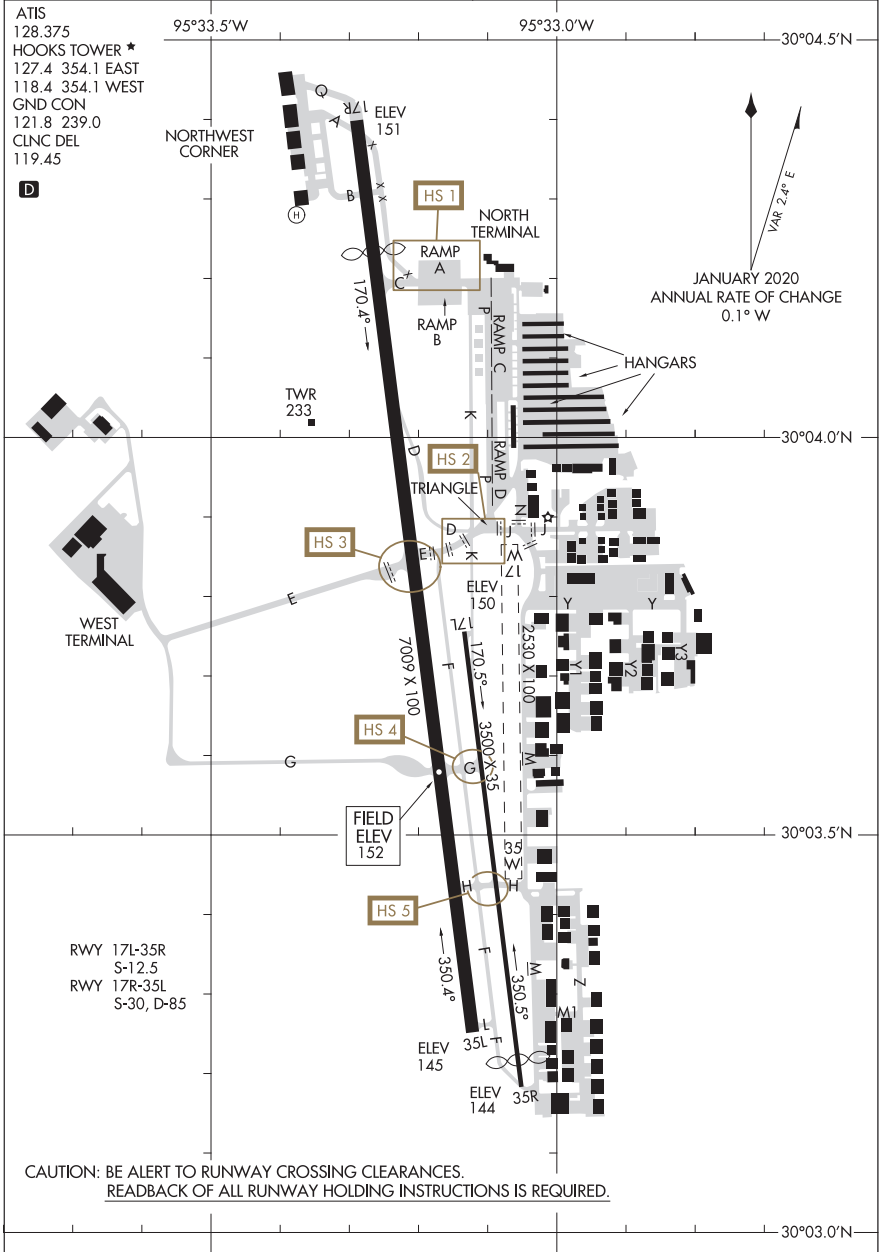 ATIS
128.375
HOOKS TOWER ★
127.4 354.1 EAST
118.4 354.1 WEST
GND CON
121.8 239.0
CLNC DEL
119.45
D
95°33.5'W
95°33.0'W
30°04.5'N
Q
A
17R
ELEV
151
NORTHWEST
CORNER
x
x
x
B
H
HS 1
NORTH
TERMINAL
RAMP
A
x
C
RAMP
B
VAR 2.4° E
JANUARY 2020
ANNUAL RATE OF CHANGE
0.1° W
170.4°
P
RAMP C
HANGARS
TWR
233
K
30°04.0'N
D
HS 2
P
RAMP D
TRIANGLE
N
D
J
J
HS 3
E
K
17
W
E
ELEV
150
WEST
TERMINAL
17L
Y
Y
2530 X 100
7009 X 100
F
170.5°
Y1
Y2
Y3
HS 4
3500 X 35
M
G
G
FIELD
ELEV
152
30°03.5'N
35
W
H
H
HS 5
RWY 17L-35R
S-12.5
RWY 17R-35L
S-30, D-85
F
350.4°
350.5°
M
Z
M1
L
F
35L
ELEV
145
ELEV
144
35R
CAUTION: BE ALERT TO RUNWAY CROSSING CLEARANCES.
READBACK OF ALL RUNWAY HOLDING INSTRUCTIONS IS REQUIRED.
30°03.0'N